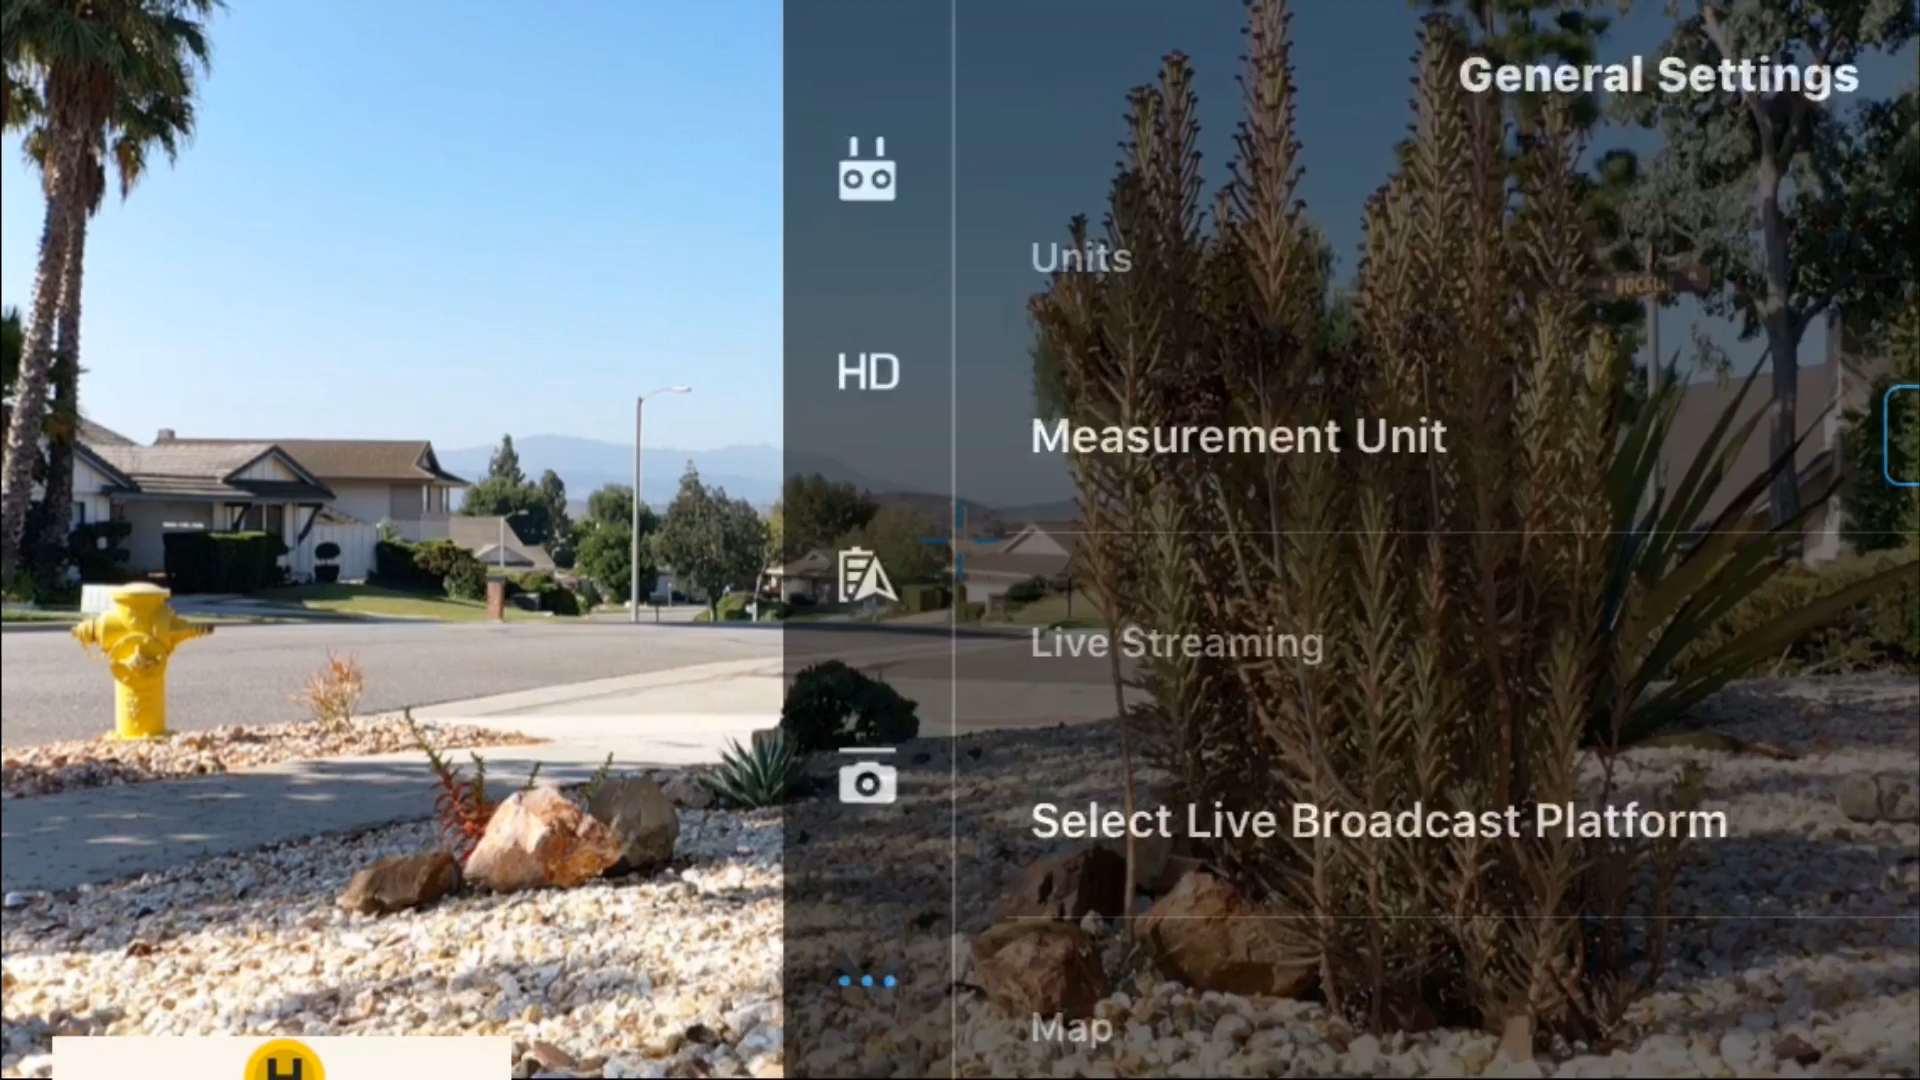 General Settings
Units
HD
Measurement Unit
Live Streaming
Select Live Broadcast Platform
Map
H